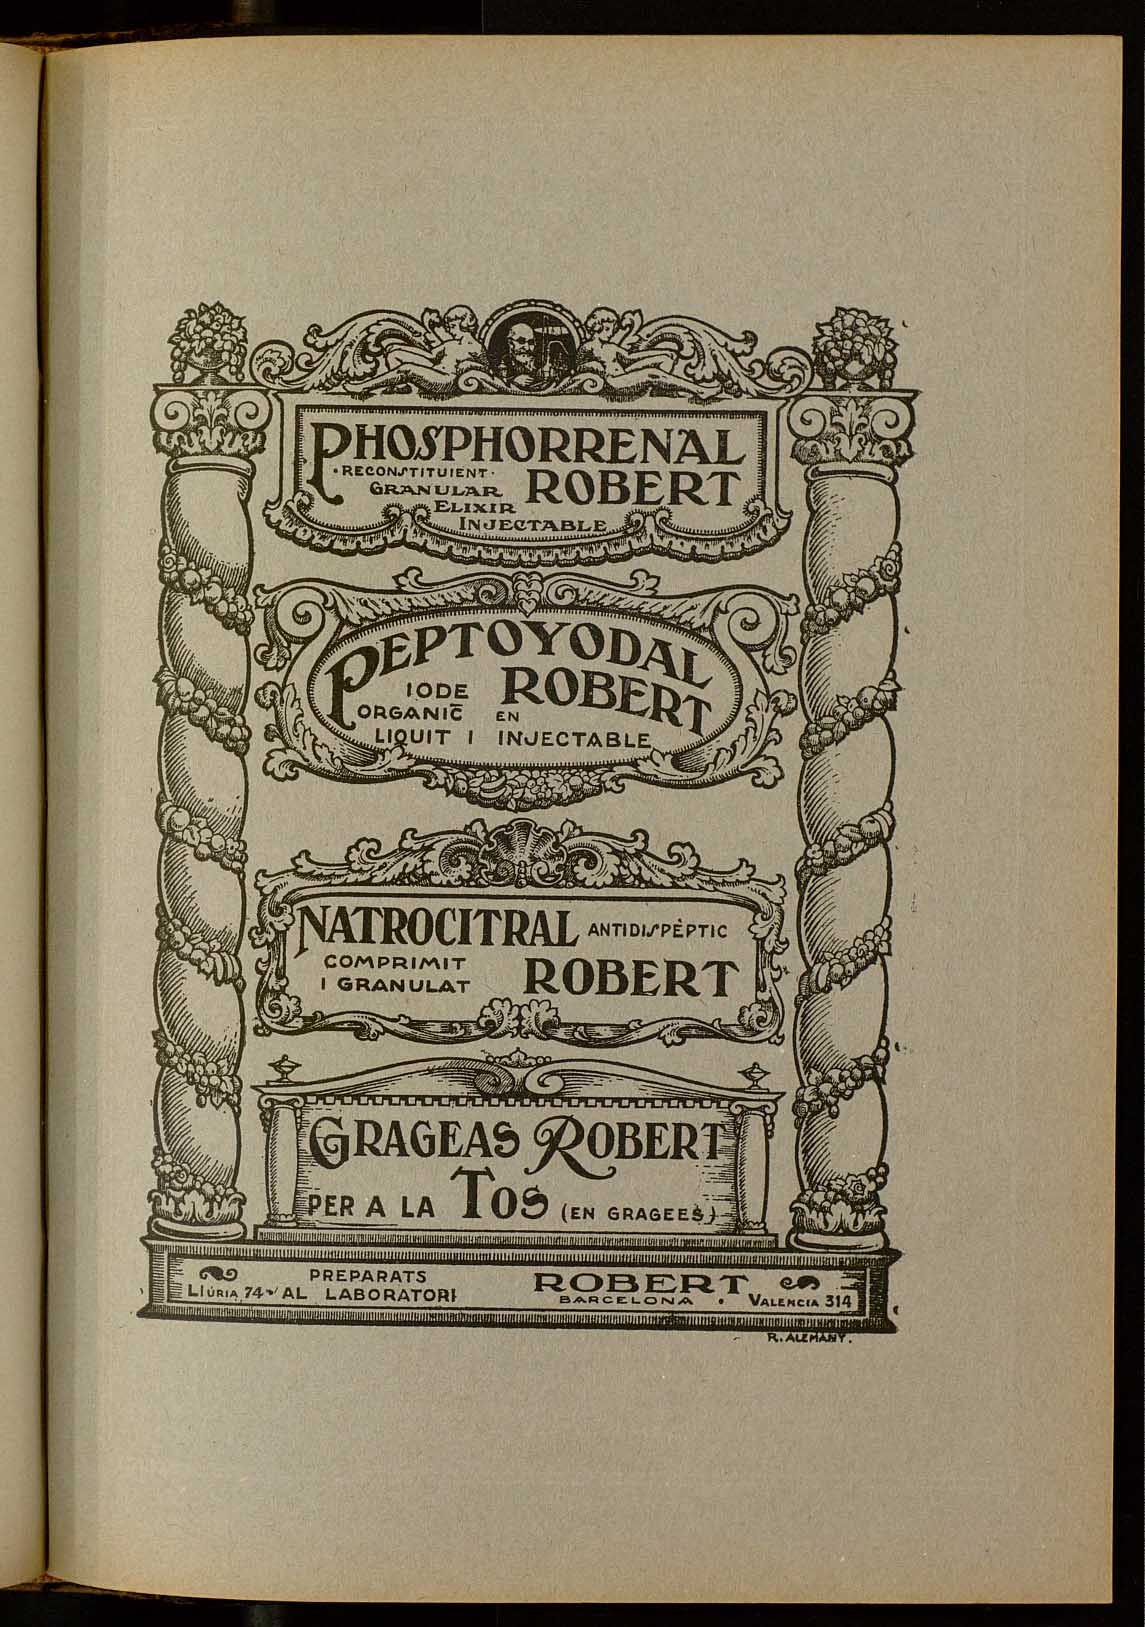 PHOSPHORRENAL
·RECONSTITUIENT·
GRANULAR
ROBERT
ELIXIR
INJECTABLE
PEPTOYODAL
IODE
ROBERT
ORGANIC EN
LIQUIT I INJECTABLE
NATROCITRAL ANTIDISPÈPTIC
COMPRIMIT
I GRANULAT
ROBERT
GRAGEAS ROBERT
PER A LA TOS (EN GRAGEES)
PREPARATS ROBERT
Llúria, 74 AL LABORATORI BARCELONA · VALENCIA 314
R. ALEMANY.